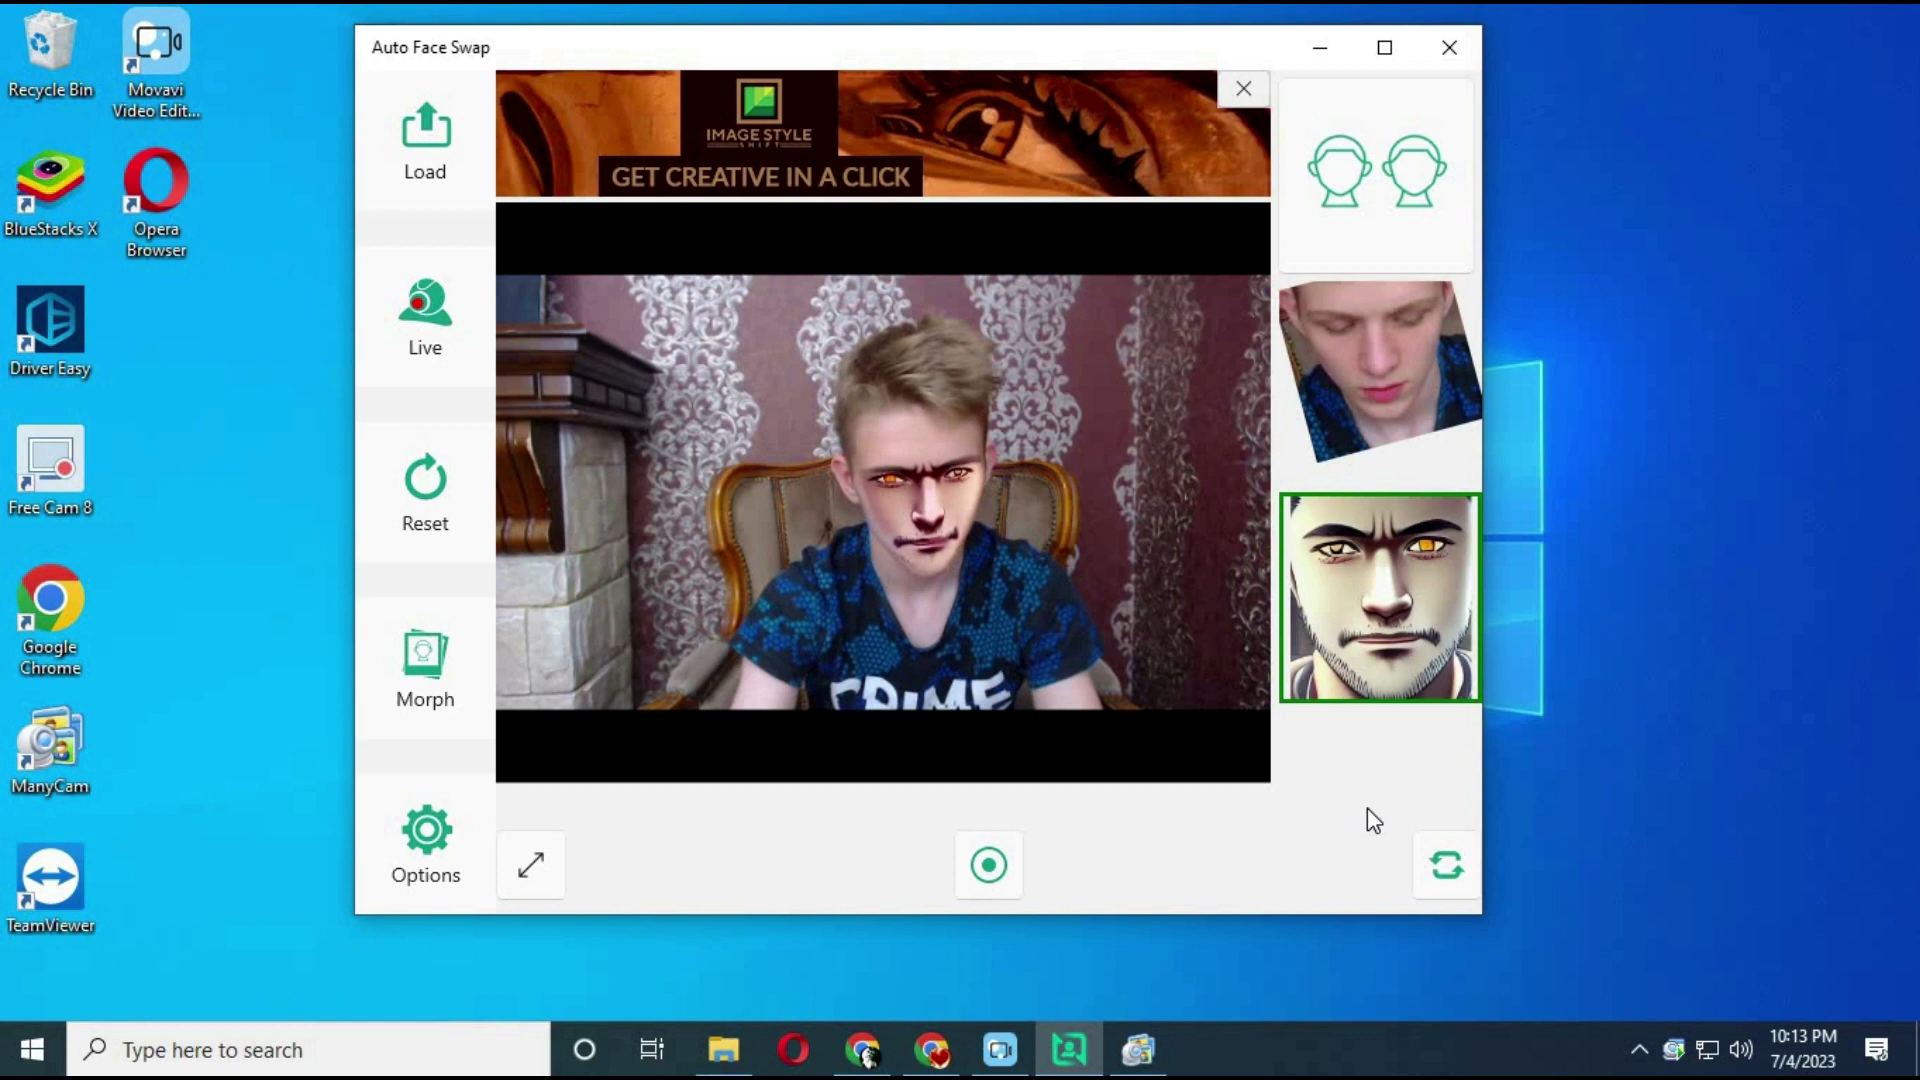 Recycle Bin
Movavi
Video Edit...
BlueStacks X
Opera
Browser
Driver Easy
Free Cam 8
Google
Chrome
ManyCam
TeamViewer
Auto Face Swap
Load
Live
Reset
Morph
Options
IMAGE STYLE
SHIFT
GET CREATIVE IN A CLICK
CRIME
Type here to search
10:13 PM
7/4/2023